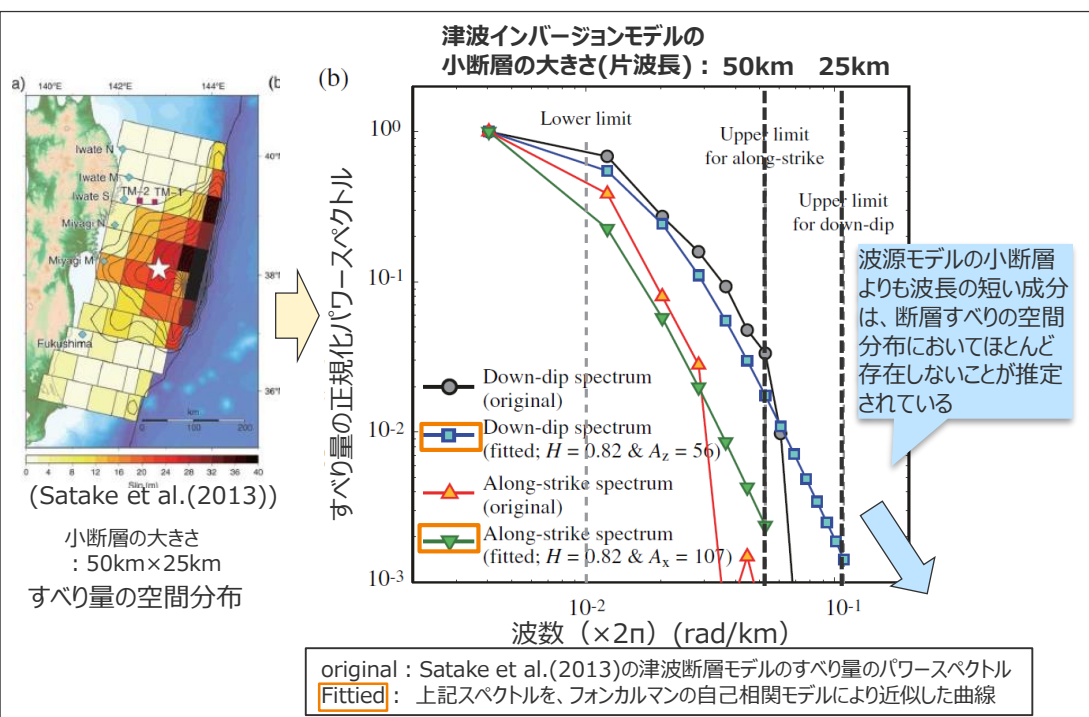 津波インバージョンモデルの
小断層の大きさ(片波長)： 50km 25km
a)
140°E
142°E
144°E
(b
(b)
Iwate N
40°
Iwate M
Iwate S
TM-2
TM-1
Miyagi N
Miyagi M
38°
Fukushima
36°
km
0 100 200
0 4 8 12 16 20 24 28 32 36 40
Slip (m)
(Satake et al.(2013))
小断層の大きさ
：50km×25km
すべり量の空間分布
すべり量の正規化パワースペクトル
10⁰
10⁻¹
10⁻²
10⁻³
Lower limit
Upper limit
for along-strike
Upper limit
for down-dip
Down-dip spectrum
(original)
Down-dip spectrum
(fitted; H = 0.82 & Az = 56)
Along-strike spectrum
(original)
Along-strike spectrum
(fitted; H = 0.82 & Ax = 107)
10⁻²
10⁻¹
波数（×2π）(rad/km)
波源モデルの小断層
よりも波長の短い成分
は、断層すべりの空間
分布においてほとんど
存在しないことが推定
されている
original：Satake et al.(2013)の津波断層モデルのすべり量のパワースペクトル
Fittied： 上記スペクトルを、フォンカルマンの自己相関モデルにより近似した曲線